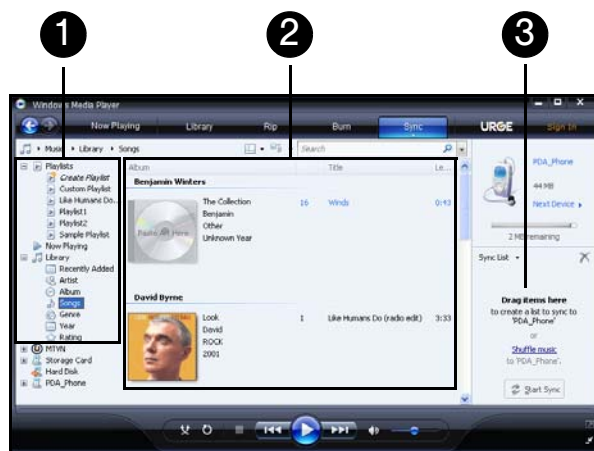 1 2 3
Windows Media Player
Now Playing Library Rip Burn Sync URGE Sign In
Music Library Songs
Search
Playlists
Create Playlist
Custom Playlist
Like Humans Do...
Playlist1
Playlist2
Sample Playlist
Now Playing
Library
Recently Added
Artist
Album
Songs
Genre
Year
Rating
MTVN
Storage Card
Hard Disk
PDA_Phone
Album Title Le...
Benjamin Winters
Paste Art Here
The Collection 16 Winds 0:43
Benjamin
Other
Unknown Year
David Byrne
Look 1 Like Humans Do (radio edit) 3:33
David
ROCK
2001
PDA_Phone
44 MB
Next Device
2 MB remaining
Sync List
Drag items here
to create a list to sync to
'PDA_Phone'
or
Shuffle music
to 'PDA_Phone'.
Start Sync